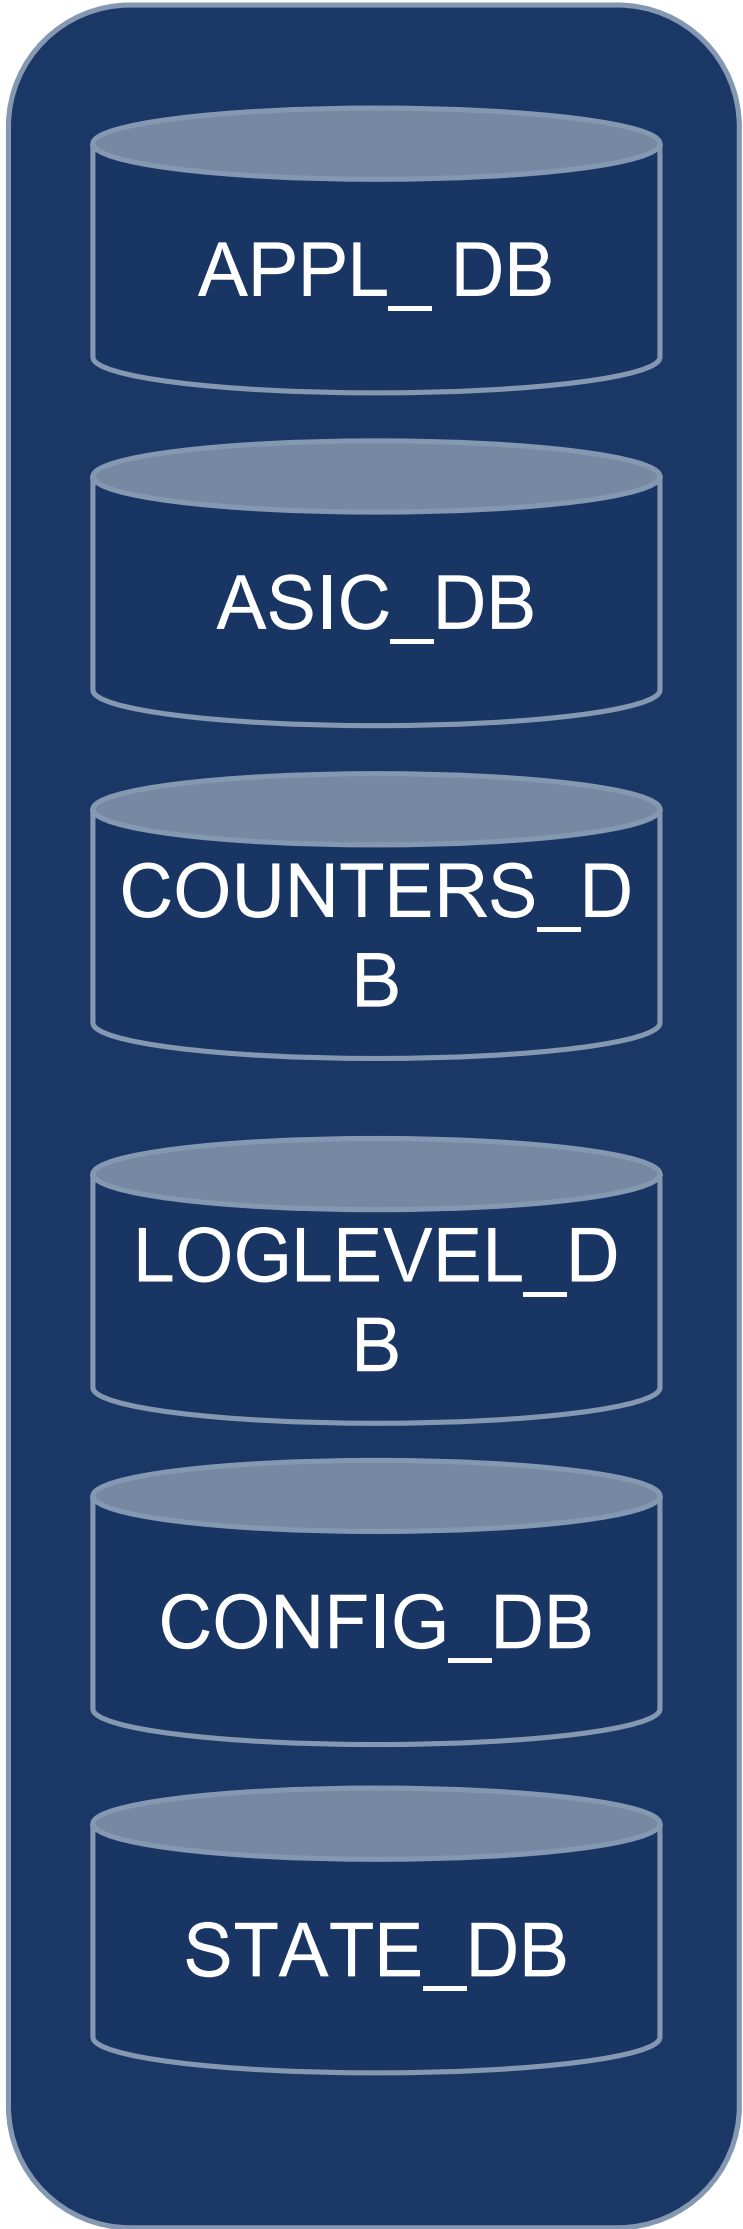 APPL_ DB
ASIC_DB
COUNTERS_D
B
LOGLEVEL_D
B
CONFIG_DB
STATE_DB